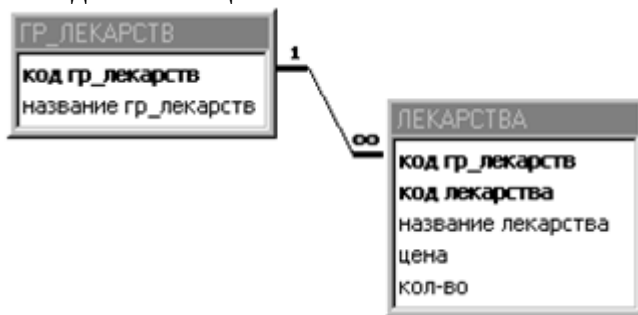 ГР_ЛЕКАРСТВ
код гр_лекарств
название гр_лекарств
1
∞
ЛЕКАРСТВА
код гр_лекарств
код лекарства
название лекарства
цена
кол-во